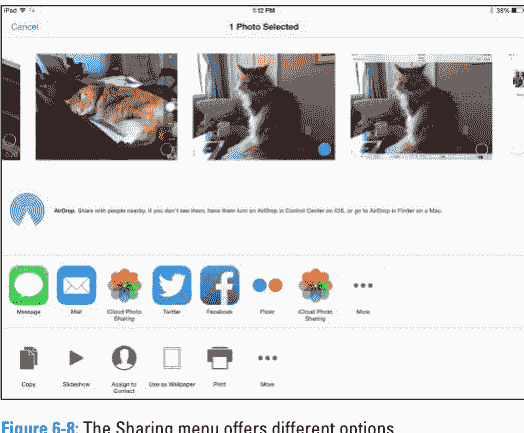 iPad 1:12 PM 38%
Cancel 1 Photo Selected
AirDrop. Share with people nearby. If you don't see them, have them turn on AirDrop in Control Center on iOS, or go to AirDrop in Finder on a Mac.
Message Mail iCloud Photo Sharing Twitter Facebook Flickr iCloud Photo Sharing More
Copy Slideshow Assign to Contact Use as Wallpaper Print More
Figure 6-8: The Sharing menu offers different options